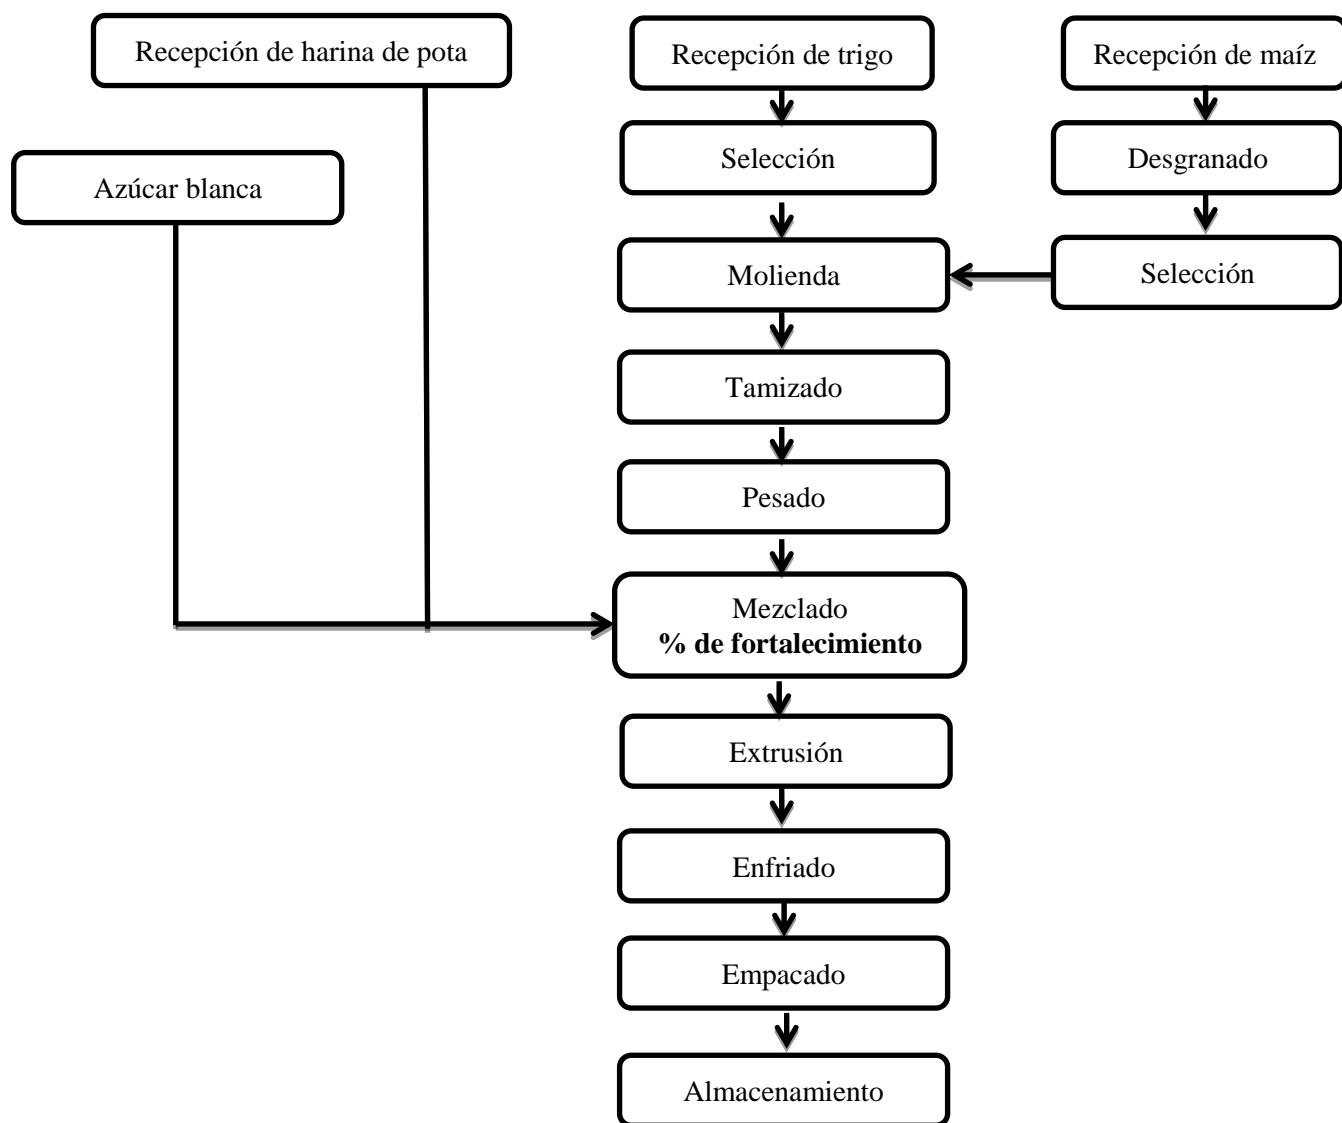 Recepción de harina de pota
Recepción de trigo
Recepción de maíz
Azúcar blanca
Selección
Desgranado
Molienda
Selección
Tamizado
Pesado
Mezclado
% de fortalecimiento
Extrusión
Enfriado
Empacado
Almacenamiento